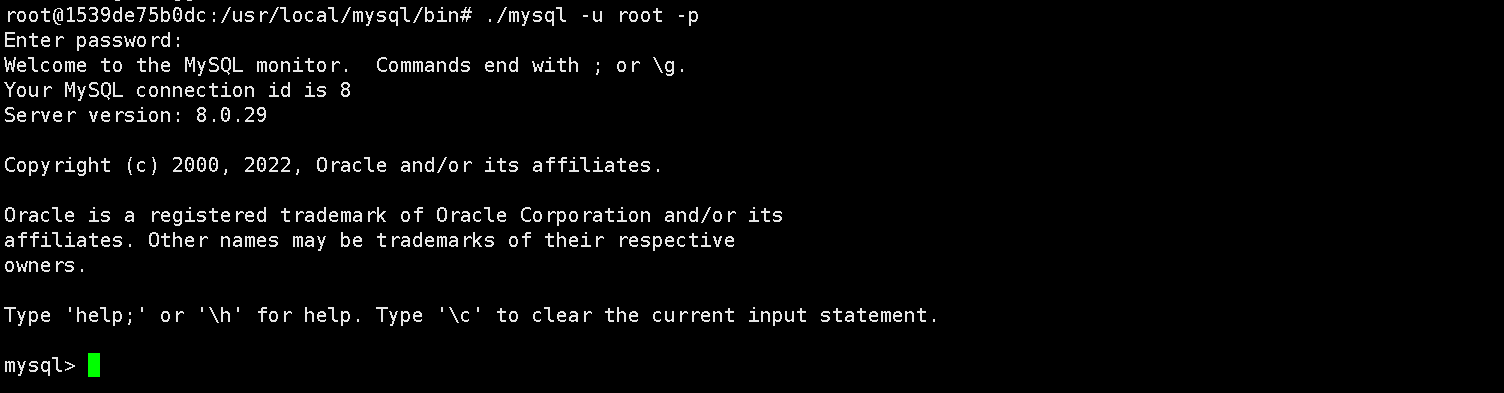 root@1539de75b0dc:/usr/local/mysql/bin# ./mysql -u root -p
Enter password:
Welcome to the MySQL monitor.  Commands end with ; or \g.
Your MySQL connection id is 8
Server version: 8.0.29
Copyright (c) 2000, 2022, Oracle and/or its affiliates.
Oracle is a registered trademark of Oracle Corporation and/or its
affiliates. Other names may be trademarks of their respective
owners.
Type 'help;' or '\h' for help. Type '\c' to clear the current input statement.
mysql>